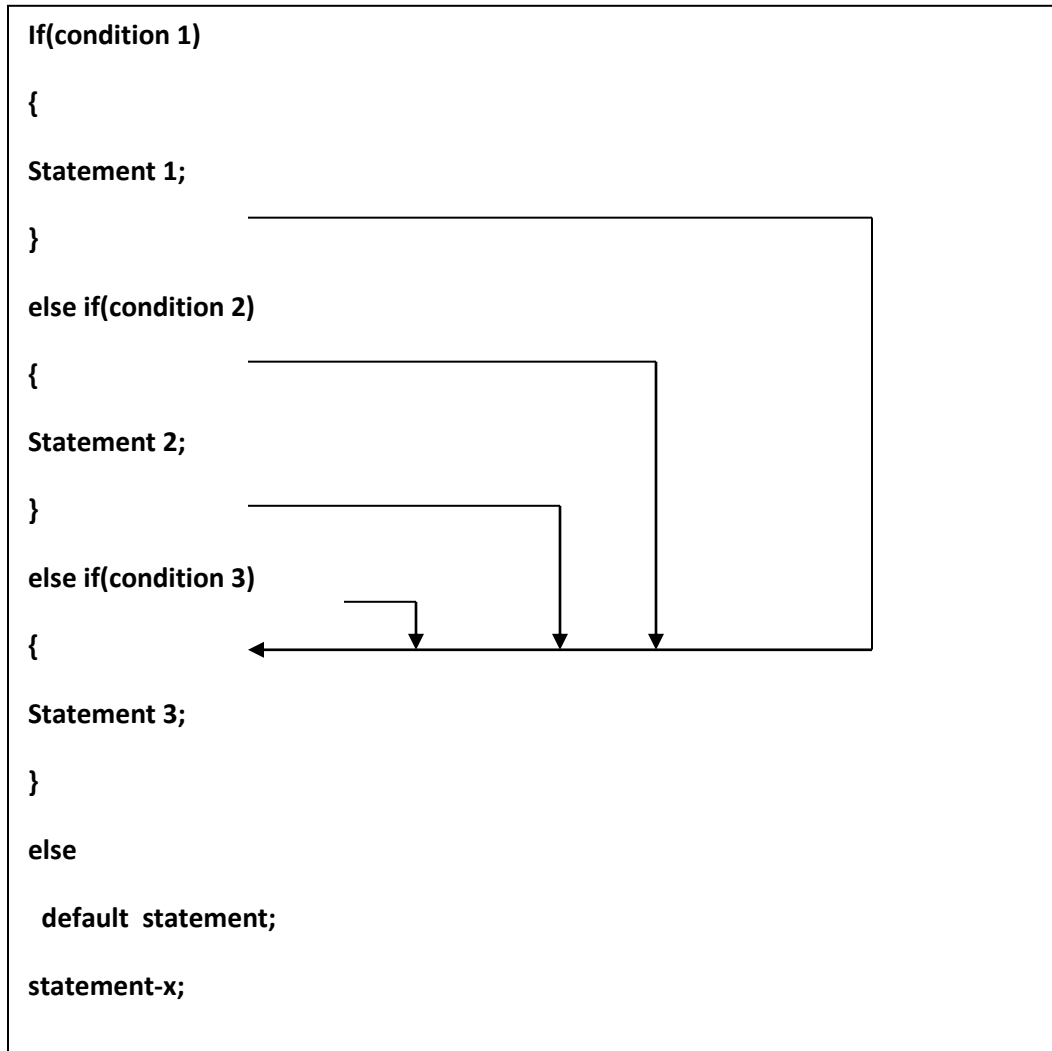 If(condition 1)
{
Statement 1;
}
else if(condition 2)
{
Statement 2;
}
else if(condition 3)
{
Statement 3;
}
else
default statement;
statement-x;